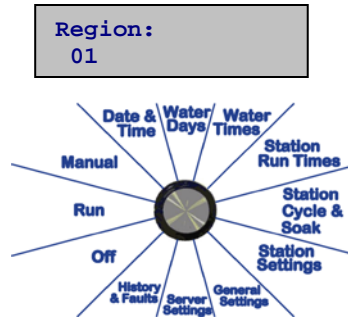 Region:
01
Date &
Time
Water
Days
Water
Times
Station
Run Times
Station
Cycle &
Soak
Station
Settings
General
Settings
Server
Settings
History
& Faults
Off
Run
Manual